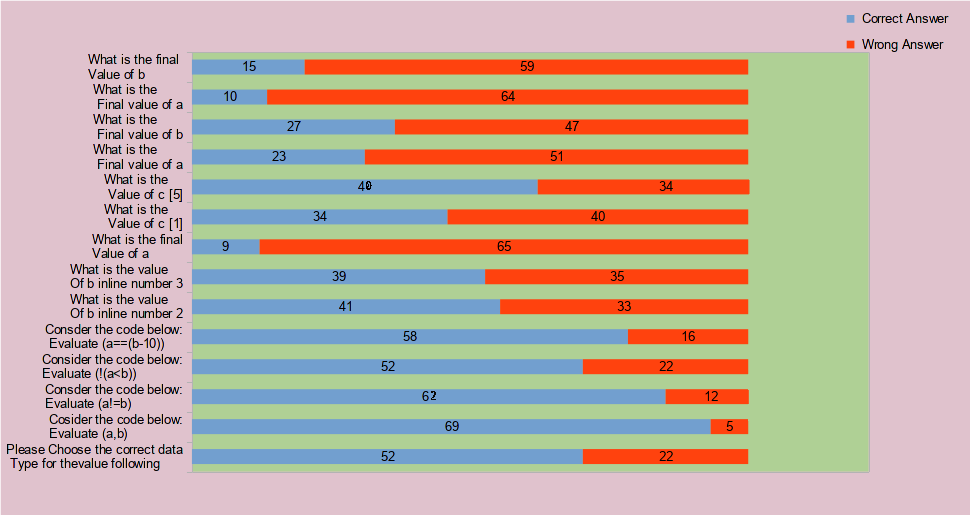 Correct Answer
Wrong Answer
What is the final
Value of b
15 59
What is the
Final value of a
10 64
What is the
Final value of b
27 47
What is the
Final value of a
23 51
What is the
Value of c [5]
34
What is the
Value of c [1]
34 40
What is the final
Value of a
9 65
What is the value
Of b inline number 3
39 35
What is the value
Of b inline number 2
41 33
Consder the code below:
Evaluate (a==(b-10))
58 16
Consider the code below:
Evaluate (!(a<b))
52 22
Consder the code below:
Evaluate (a!=b)
62 12
Cosider the code below:
Evaluate (a,b)
69 5
Please Choose the correct data
Type for thevalue following
52 22